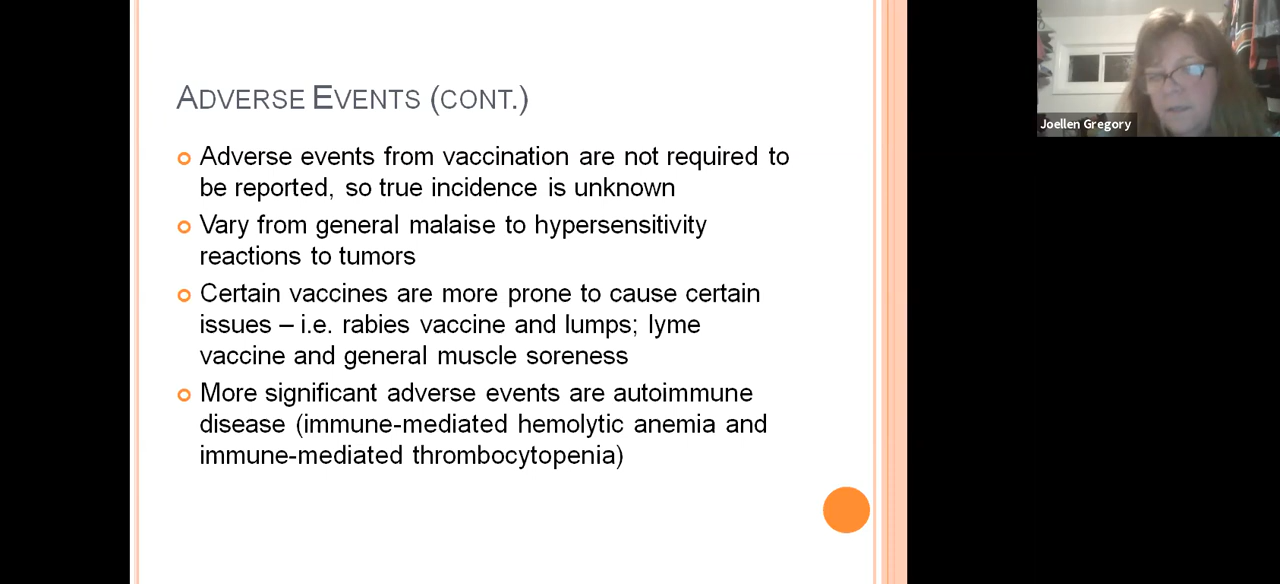 ADVERSE EVENTS (CONT.)
Adverse events from vaccination are not required to
be reported, so true incidence is unknown
Vary from general malaise to hypersensitivity
reactions to tumors
Certain vaccines are more prone to cause certain
issues – i.e. rabies vaccine and lumps; lyme
vaccine and general muscle soreness
More significant adverse events are autoimmune
disease (immune-mediated hemolytic anemia and
immune-mediated thrombocytopenia)
Joellen Gregory